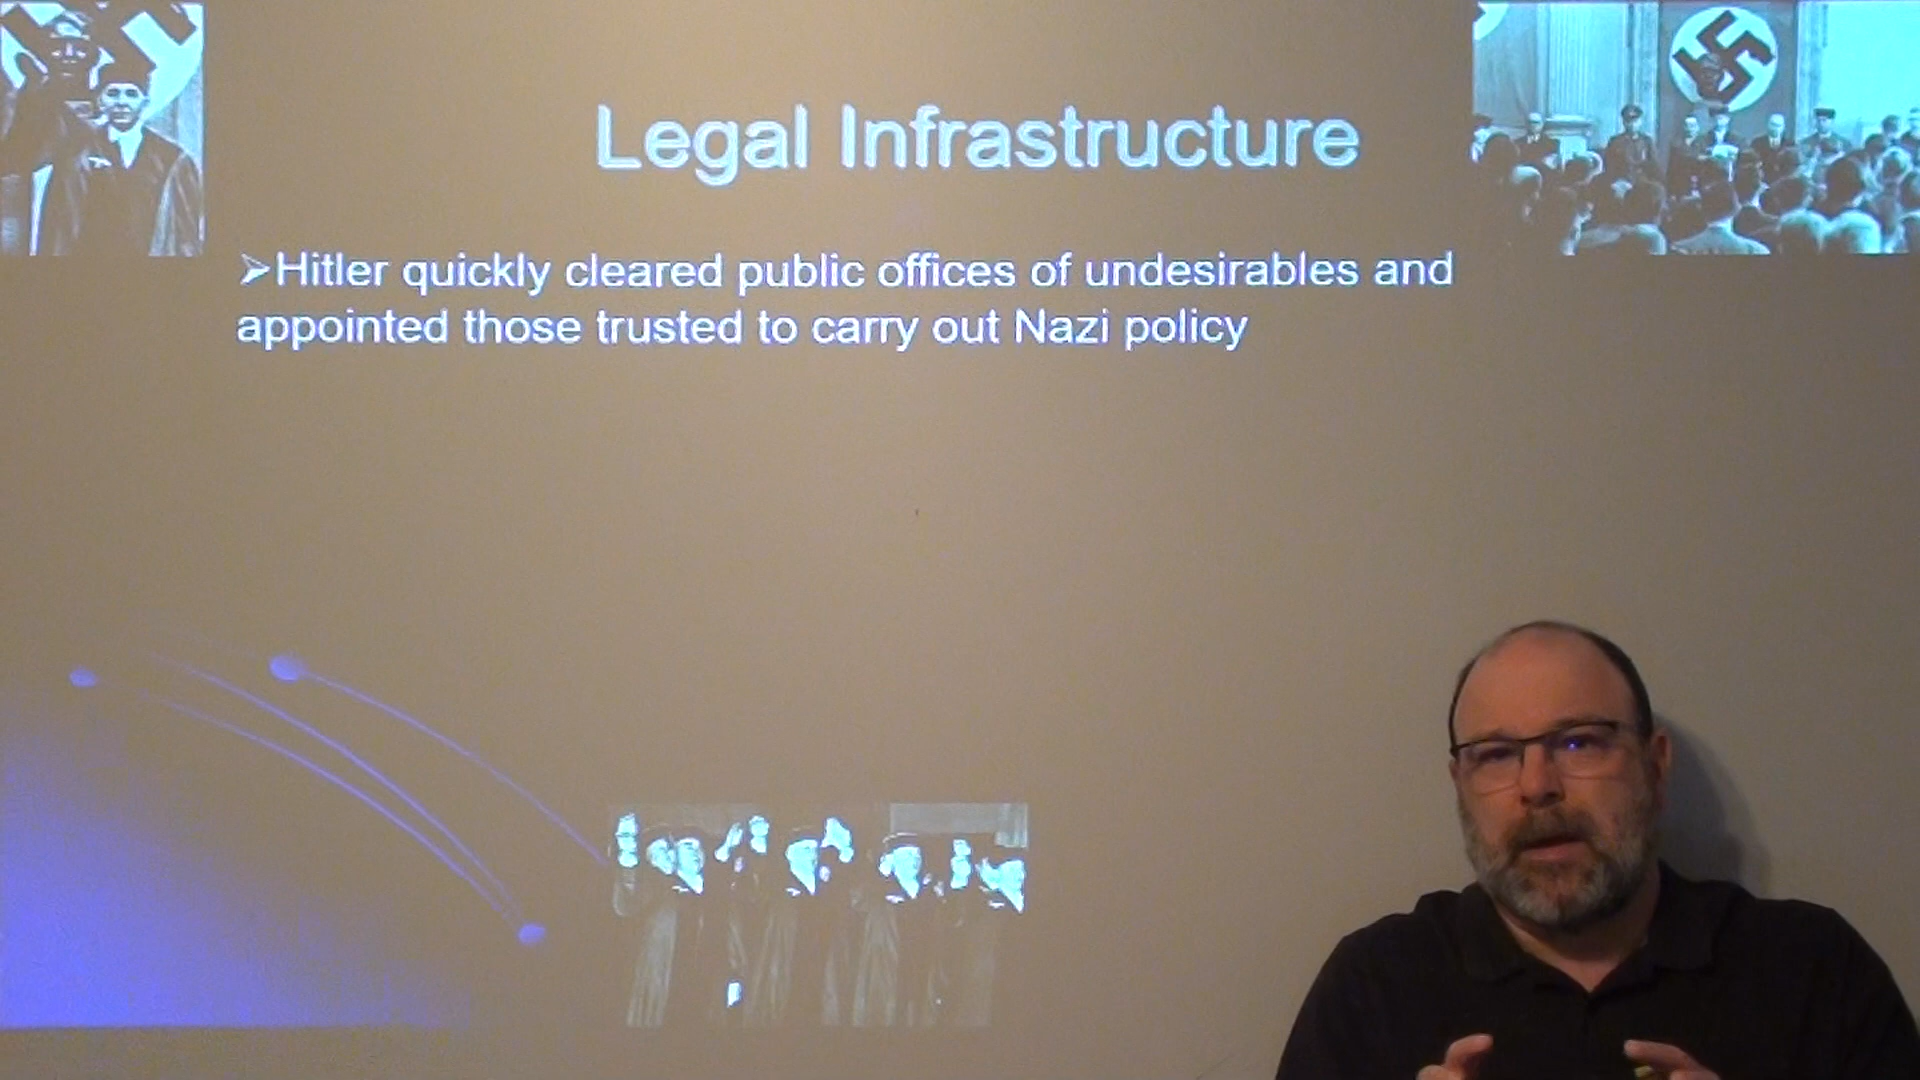 Legal Infrastructure
➢Hitler quickly cleared public offices of undesirables and
appointed those trusted to carry out Nazi policy